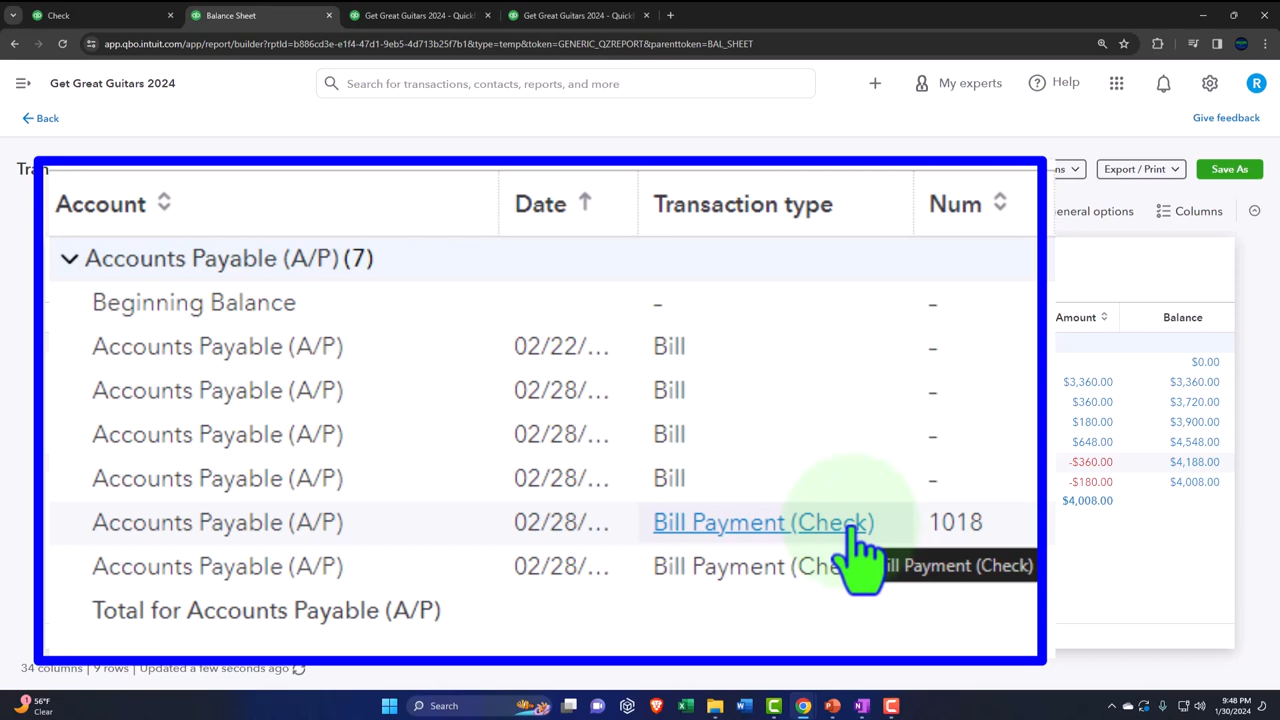 Check
Balance Sheet
Get Great Guitars 2024 - QuickB
Get Great Guitars 2024 - QuickB
app.qbo.intuit.com/app/report/builder?rptId=b886cd3e-e1f4-47d1-9eb5-4d713b25f7b1&type=temp&token=GENERIC_QZREPORT&parenttoken=BAL_SHEET
Get Great Guitars 2024
Search for transactions, contacts, reports, and more
My experts
Help
R
Back
Give feedback
Tran
ns
Export / Print
Save As
eneral options
Columns
Account Date Transaction type Num
Amount Balance
Accounts Payable (A/P) (7)
Beginning Balance - -
$0.00
Accounts Payable (A/P) 02/22/... Bill -
$3,360.00 $3,360.00
Accounts Payable (A/P) 02/28/... Bill -
$360.00 $3,720.00
Accounts Payable (A/P) 02/28/... Bill -
$180.00 $3,900.00
Accounts Payable (A/P) 02/28/... Bill -
$648.00 $4,548.00
Accounts Payable (A/P) 02/28/... Bill Payment (Check) 1018
-$360.00 $4,188.00
Accounts Payable (A/P) 02/28/... Bill Payment (Che
ill Payment (Check)
-$180.00 $4,008.00
Total for Accounts Payable (A/P)
$4,008.00
34 columns | 9 rows | Updated a few seconds ago
56°F
Clear
Search
9:48 PM
1/30/2024